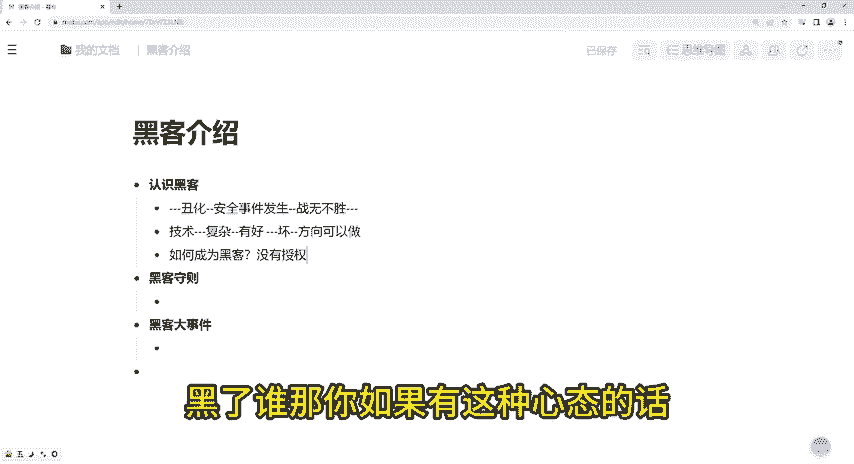 我的文档 | 黑客介绍
已保存
黑客介绍
认识黑客
---丑化--安全事件发生--战无不胜---
技术---复杂--有好 ---坏--方向可以做
如何成为黑客？没有授权
黑客守则
黑客大事件
黑了谁那你如果有这种心态的话